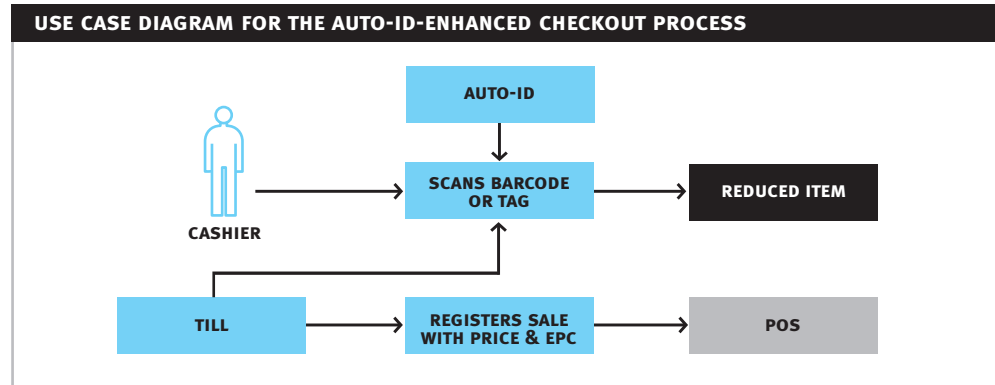 USE CASE DIAGRAM FOR THE AUTO-ID-ENHANCED CHECKOUT PROCESS
AUTO-ID
SCANS BARCODE
OR TAG
REDUCED ITEM
CASHIER
TILL
REGISTERS SALE
WITH PRICE & EPC
POS